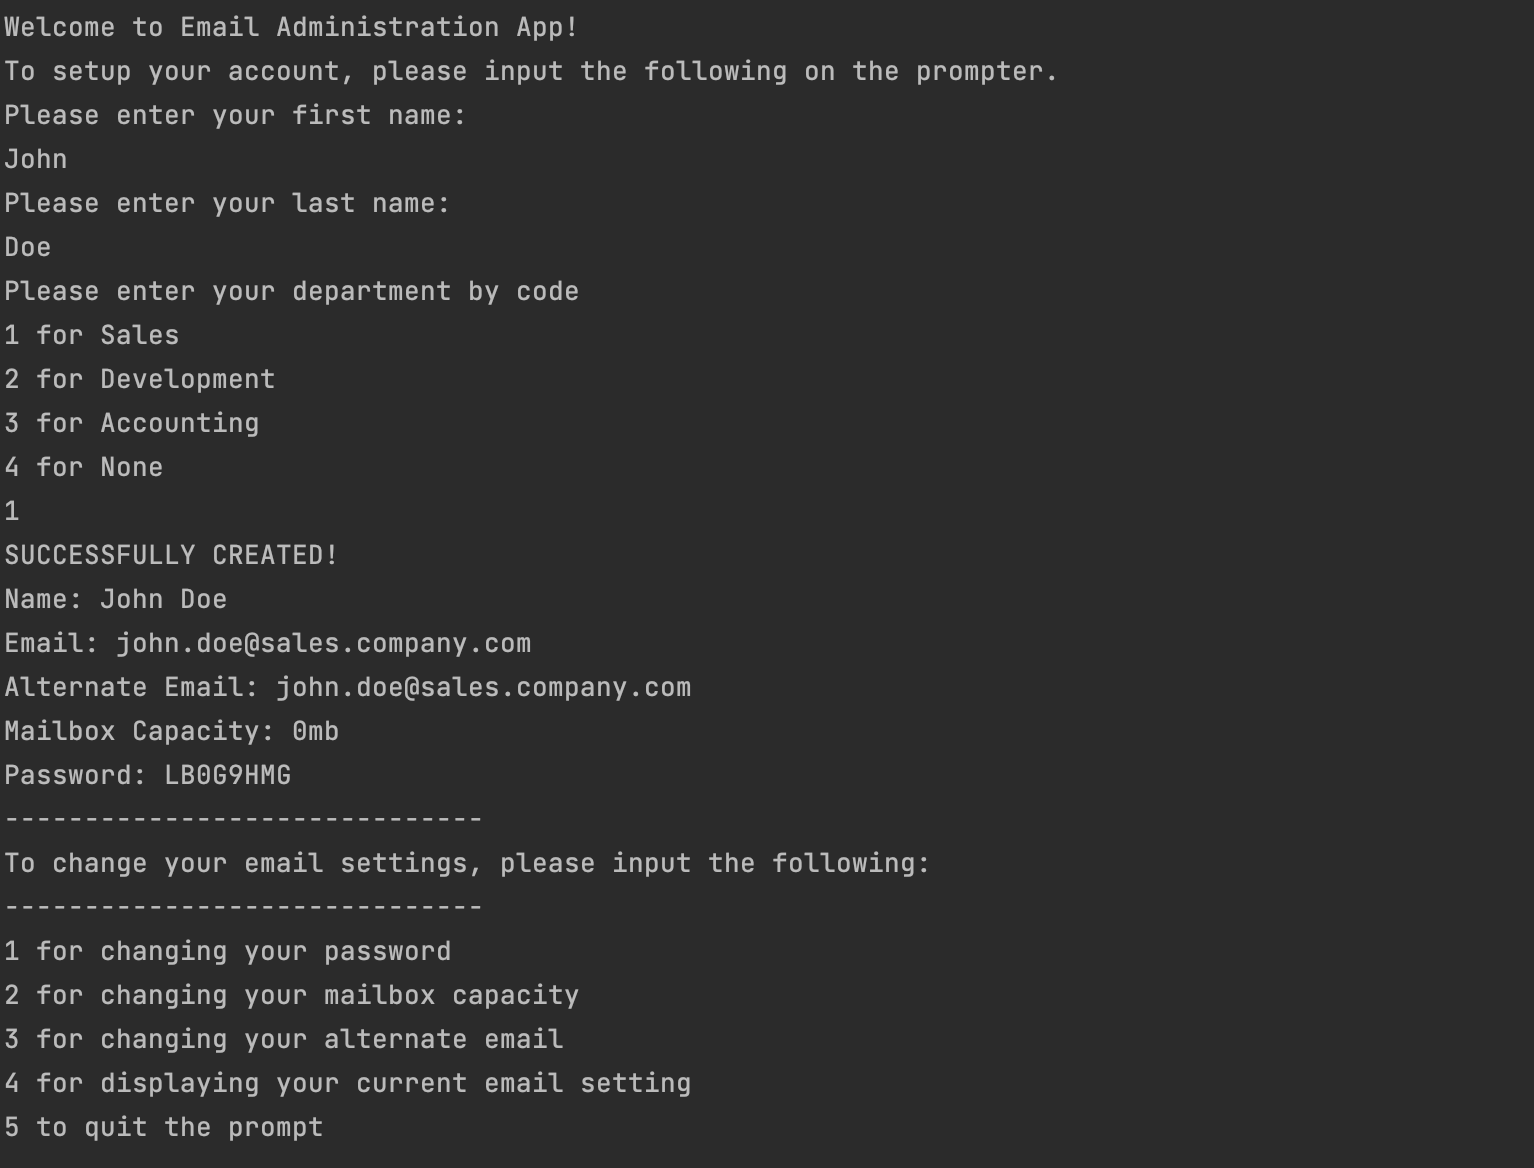 Welcome to Email Administration App!
To setup your account, please input the following on the prompter.
Please enter your first name:
John
Please enter your last name:
Doe
Please enter your department by code
1 for Sales
2 for Development
3 for Accounting
4 for None
1
SUCCESSFULLY CREATED!
Name: John Doe
Email: john.doe@sales.company.com
Alternate Email: john.doe@sales.company.com
Mailbox Capacity: 0mb
Password: LB0G9HMG
------------------------------
To change your email settings, please input the following:
------------------------------
1 for changing your password
2 for changing your mailbox capacity
3 for changing your alternate email
4 for displaying your current email setting
5 to quit the prompt